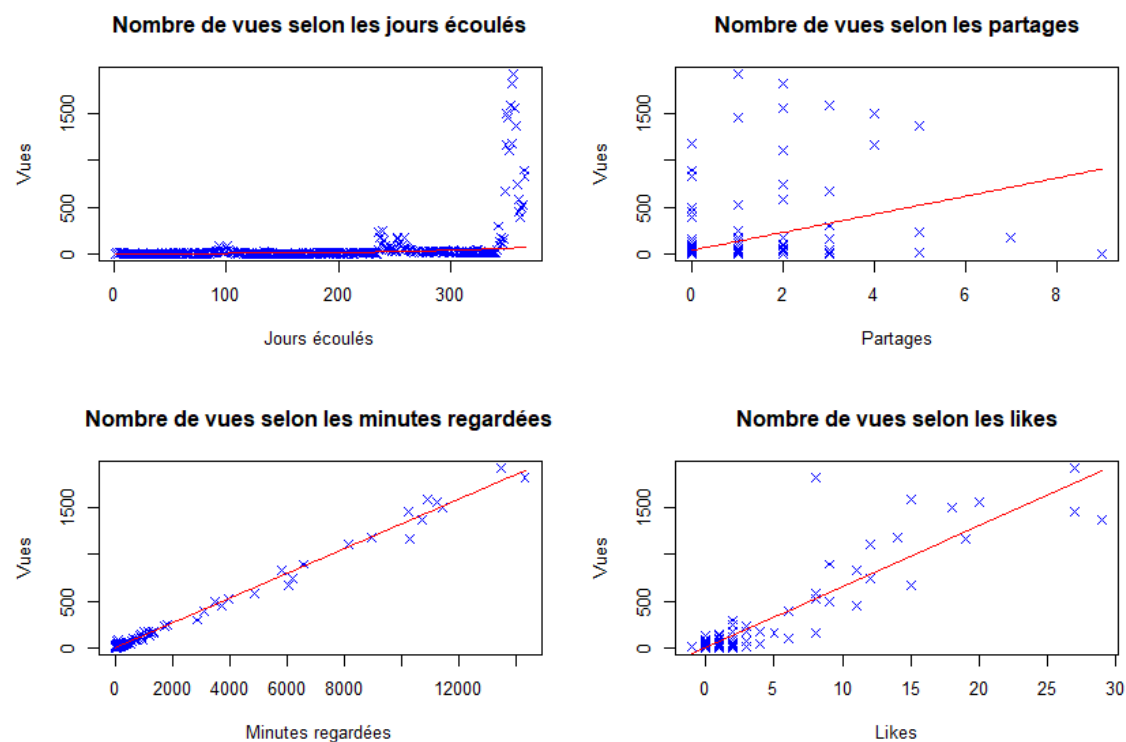 Nombre de vues selon les jours écoulés
Vues
0 500 1500
0 100 200 300
Jours écoulés
Nombre de vues selon les partages
Vues
0 500 1500
0 2 4 6 8
Partages
Nombre de vues selon les minutes regardées
Vues
0 500 1500
0 2000 4000 6000 8000 12000
Minutes regardées
Nombre de vues selon les likes
Vues
0 500 1500
0 5 10 15 20 25 30
Likes